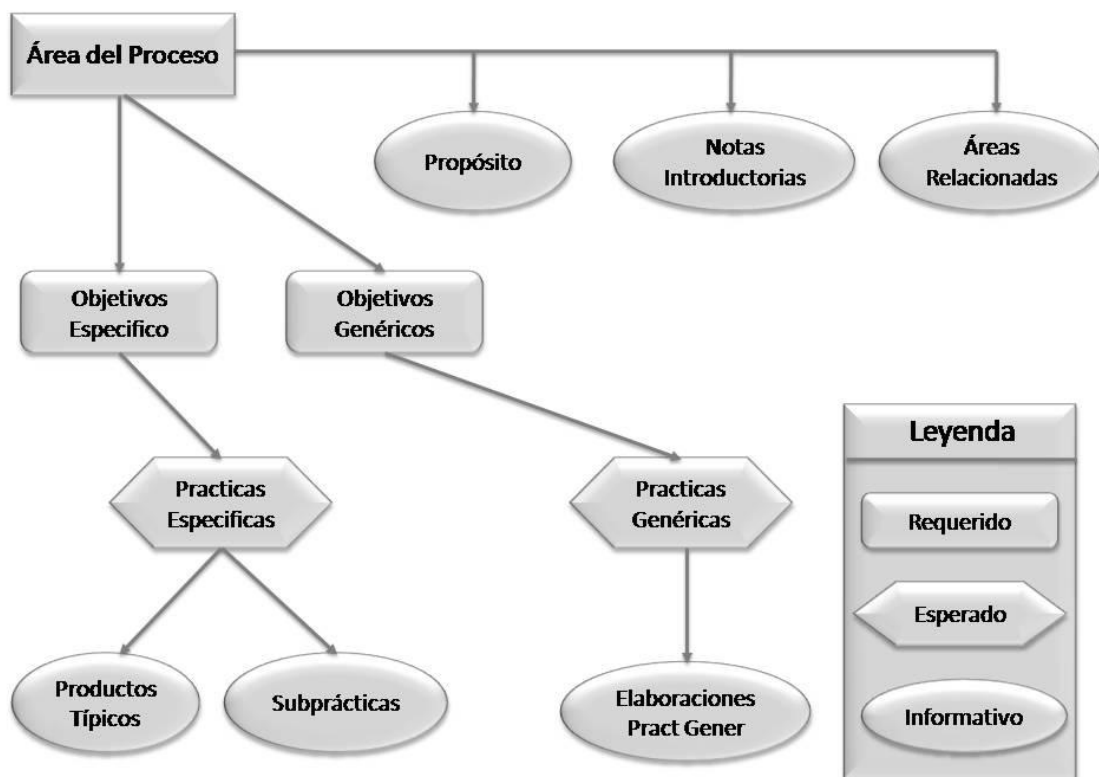 Área del Proceso
Propósito
Notas
Introductorias
Áreas
Relacionadas
Objetivos
Especifico
Objetivos
Genéricos
Practicas
Especificas
Practicas
Genéricas
Productos
Típicos
Subprácticas
Elaboraciones
Pract Gener
Leyenda
Requerido
Esperado
Informativo